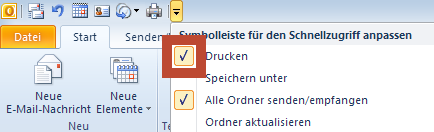 Symbolleiste für den Schnellzugriff anpassen
Datei
Start
Senden
Drucken
Speichern unter
Alle Ordner senden/empfangen
Ordner aktualisieren
Neue
E-Mail-Nachricht
Neue
Elemente
Neu